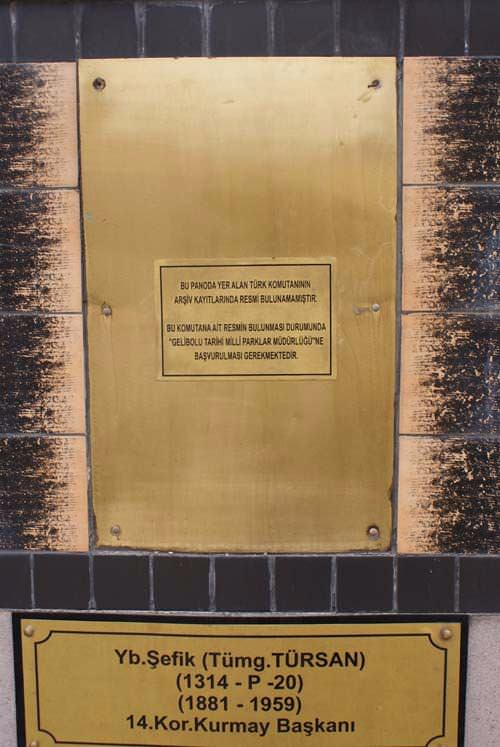 BU PANODA YER ALAN TÜRK KOMUTANININ
ARŞİV KAYITLARINDA RESMİ BULUNAMAMIŞTIR.
BU KOMUTANA AİT RESMİN BULUNMASI DURUMUNDA
"GELİBOLU TARİHİ MİLLİ PARKLAR MÜDÜRLÜĞÜ"NE
BAŞVURULMASI GEREKMEKTEDİR.
Yb.Şefik (Tümg.TÜRSAN)
(1314 - P -20)
(1881 - 1959)
14.Kor.Kurmay Başkanı